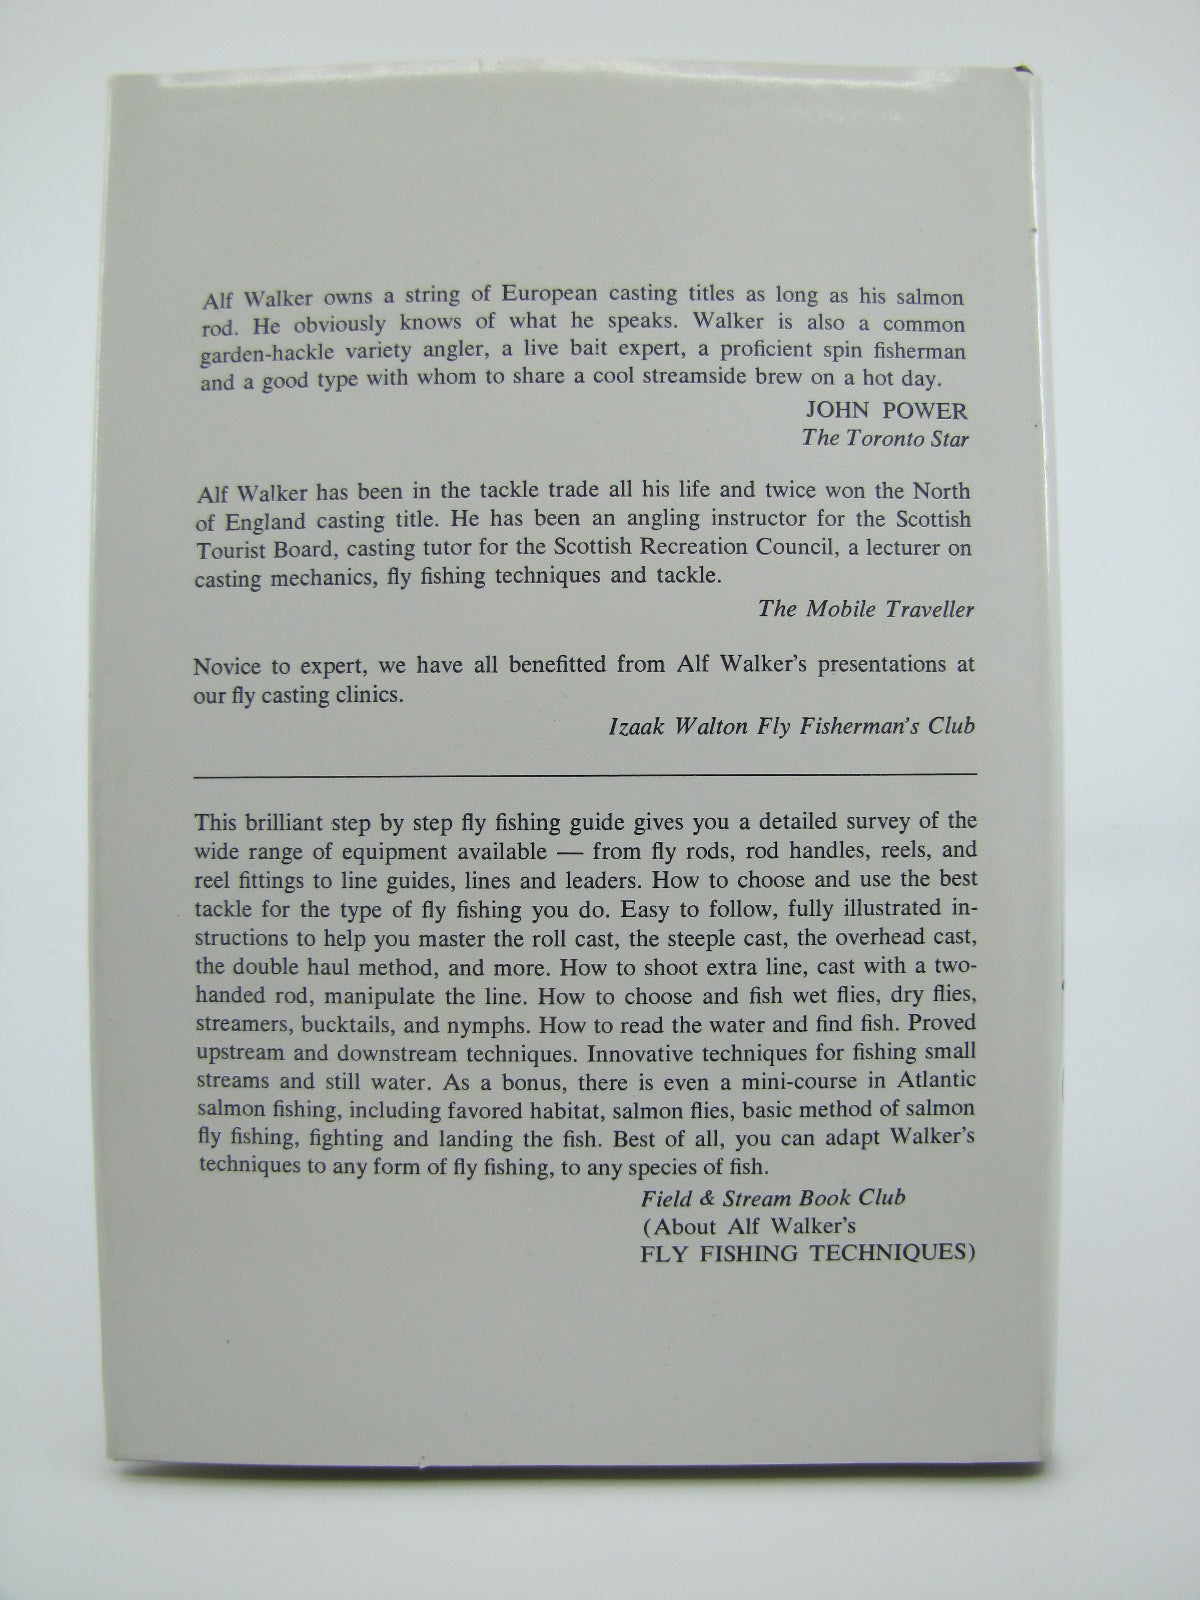 Alf Walker owns a string of European casting titles as long as his salmon
rod. He obviously knows of what he speaks. Walker is also a common
garden-hackle variety angler, a live bait expert, a proficient spin fisherman
and a good type with whom to share a cool streamside brew on a hot day.
JOHN POWER
The Toronto Star
Alf Walker has been in the tackle trade all his life and twice won the North
of England casting title. He has been an angling instructor for the Scottish
Tourist Board, casting tutor for the Scottish Recreation Council, a lecturer on
casting mechanics, fly fishing techniques and tackle.
The Mobile Traveller
Novice to expert, we have all benefitted from Alf Walker's presentations at
our fly casting clinics.
Izaak Walton Fly Fisherman's Club
This brilliant step by step fly fishing guide gives you a detailed survey of the
wide range of equipment available — from fly rods, rod handles, reels, and
reel fittings to line guides, lines and leaders. How to choose and use the best
tackle for the type of fly fishing you do. Easy to follow, fully illustrated in-
structions to help you master the roll cast, the steeple cast, the overhead cast,
the double haul method, and more. How to shoot extra line, cast with a two-
handed rod, manipulate the line. How to choose and fish wet flies, dry flies,
streamers, bucktails, and nymphs. How to read the water and find fish. Proved
upstream and downstream techniques. Innovative techniques for fishing small
streams and still water. As a bonus, there is even a mini-course in Atlantic
salmon fishing, including favored habitat, salmon flies, basic method of salmon
fly fishing, fighting and landing the fish. Best of all, you can adapt Walker's
techniques to any form of fly fishing, to any species of fish.
Field & Stream Book Club
(About Alf Walker's
FLY FISHING TECHNIQUES)